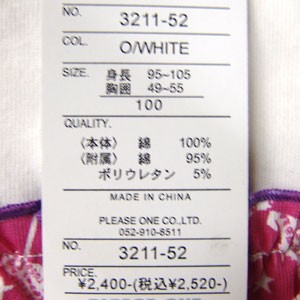 NO. 3211-52
COL. O/WHITE
SIZE. 身長 95~105
胸囲 49~55
100
QUALITY.
〈本体〉 綿 100%
〈附属〉 綿 95%
ポリウレタン 5%
MADE IN CHINA
PLEASE ONE CO.,LTD.
052-910-8511
NO. 3211-52
PRICE.
¥2,400-(税込¥2,520-)